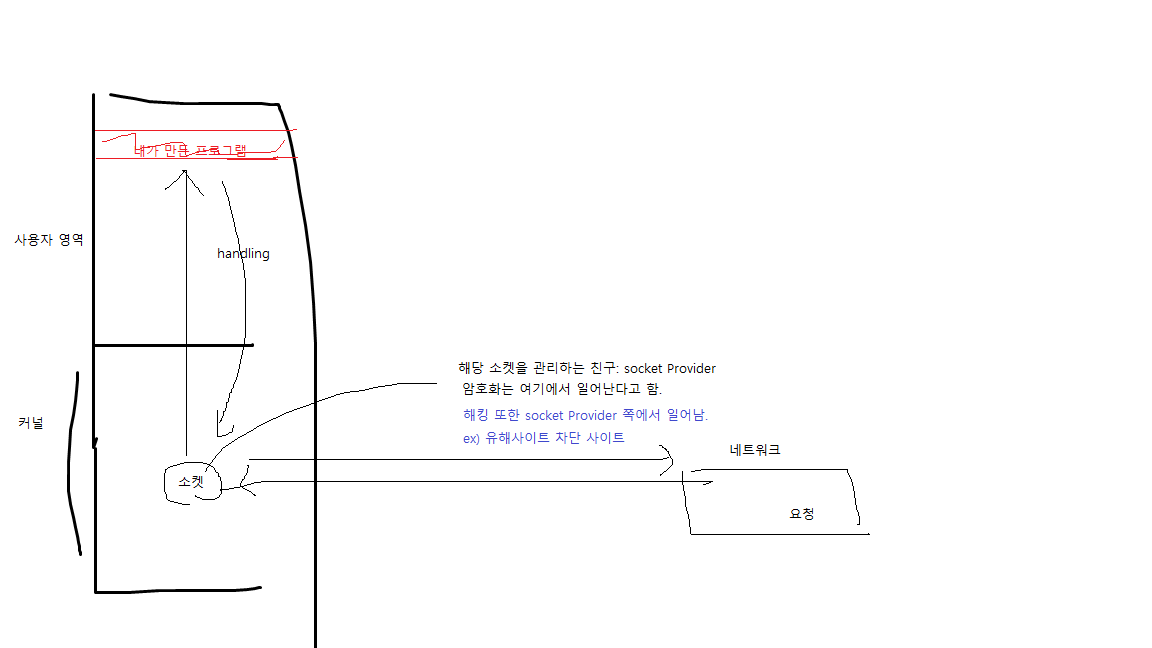 내가 만든 프로그램
사용자 영역
handling
해당 소켓을 관리하는 친구: socket Provider
암호화는 여기에서 일어난다고 함.
해킹 또한 socket Provider 쪽에서 일어남.
ex) 유해사이트 차단 사이트
커널
네트워크
소켓
요청